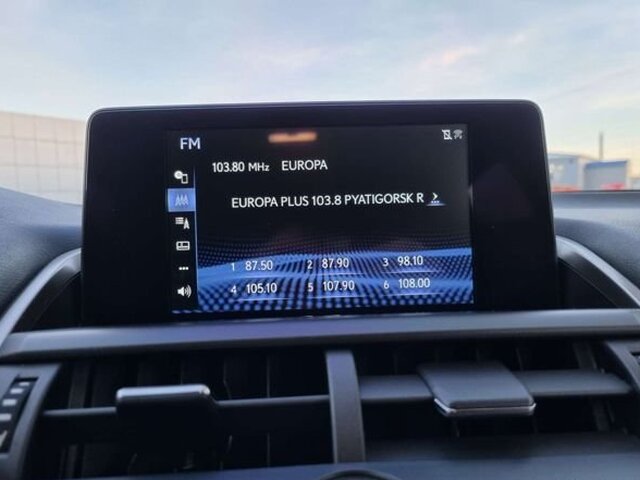 FM
103.80 MHz EUROPA
EUROPA PLUS 103.8 PYATIGORSK R
1 87.50 2 87.90 3 98.10
4 105.10 5 107.90 6 108.00